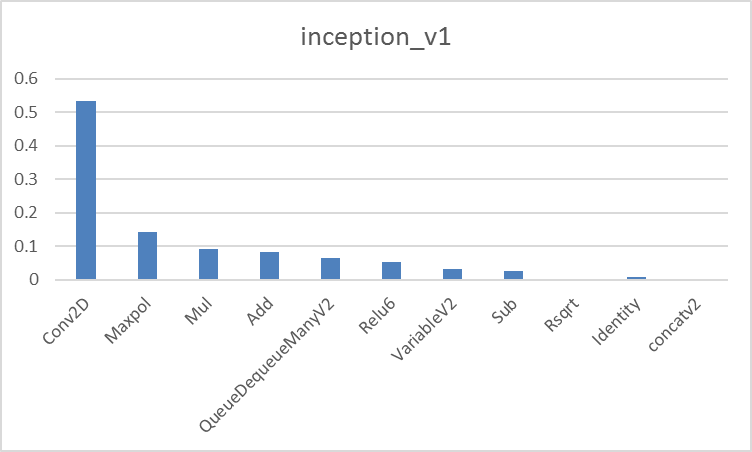 inception_v1
0.6
0.5
0.4
0.3
0.2
0.1
0
Conv2D
Maxpol
Mul
Add
QueueDequeueManyV2
Relu6
VariableV2
Sub
Rsqrt
Identity
concatv2